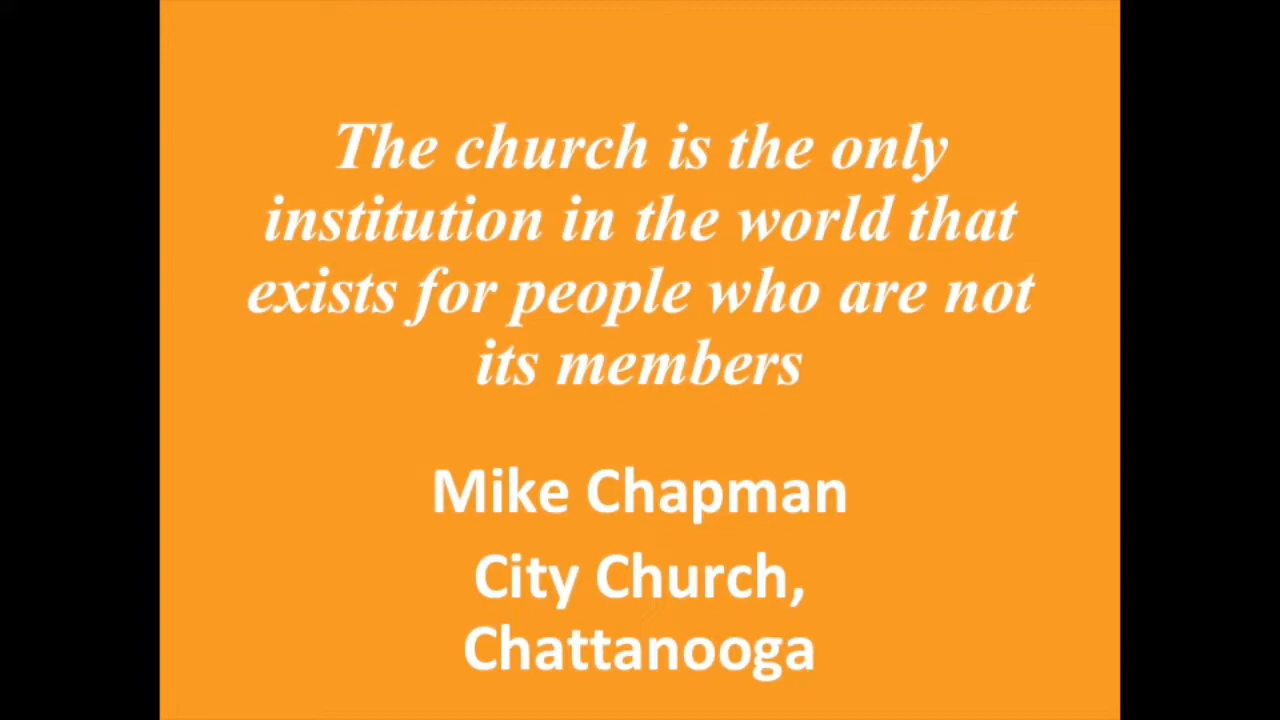 The church is the only
institution in the world that
exists for people who are not
its members
Mike Chapman
City Church,
Chattanooga